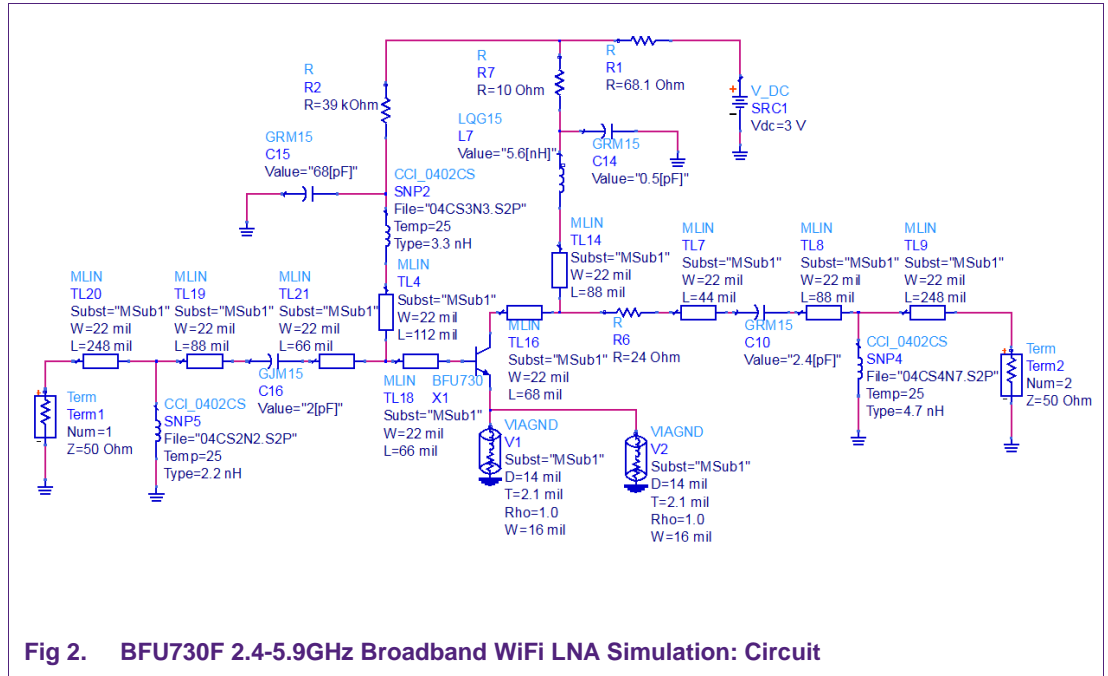 R
R2
R=39 kOhm
R
R7
R=10 Ohm
R
R1
R=68.1 Ohm
V_DC
SRC1
Vdc=3 V
+
-
GRM15
C15
Value="68[pF]"
LQG15
L7
Value="5.6[nH]"
GRM15
C14
Value="0.5[pF]"
CCI_0402CS
SNP2
File="04CS3N3.S2P"
Temp=25
Type=3.3 nH
MLIN
TL20
Subst="MSub1"
W=22 mil
L=248 mil
MLIN
TL19
Subst="MSub1"
W=22 mil
L=88 mil
MLIN
TL21
Subst="MSub1"
W=22 mil
L=66 mil
MLIN
TL4
Subst="MSub1"
W=22 mil
L=112 mil
MLIN
TL14
Subst="MSub1"
W=22 mil
L=88 mil
MLIN
TL7
Subst="MSub1"
W=22 mil
L=44 mil
MLIN
TL8
Subst="MSub1"
W=22 mil
L=88 mil
MLIN
TL9
Subst="MSub1"
W=22 mil
L=248 mil
+
-
Term
Term1
Num=1
Z=50 Ohm
CCI_0402CS
SNP5
File="04CS2N2.S2P"
Temp=25
Type=2.2 nH
GJM15
C16
Value="2[pF]"
MLIN
TL18
Subst="MSub1"
W=22 mil
L=66 mil
BFU730
X1
MLIN
TL16
Subst="MSub1"
W=22 mil
L=68 mil
R
R6
R=24 Ohm
GRM15
C10
Value="2.4[pF]"
CCI_0402CS
SNP4
File="04CS4N7.S2P"
Temp=25
Type=4.7 nH
+
-
Term
Term2
Num=2
Z=50 Ohm
VIAGND
V1
Subst="MSub1"
D=14 mil
T=2.1 mil
Rho=1.0
W=16 mil
VIAGND
V2
Subst="MSub1"
D=14 mil
T=2.1 mil
Rho=1.0
W=16 mil
Fig 2. BFU730F 2.4-5.9GHz Broadband WiFi LNA Simulation: Circuit